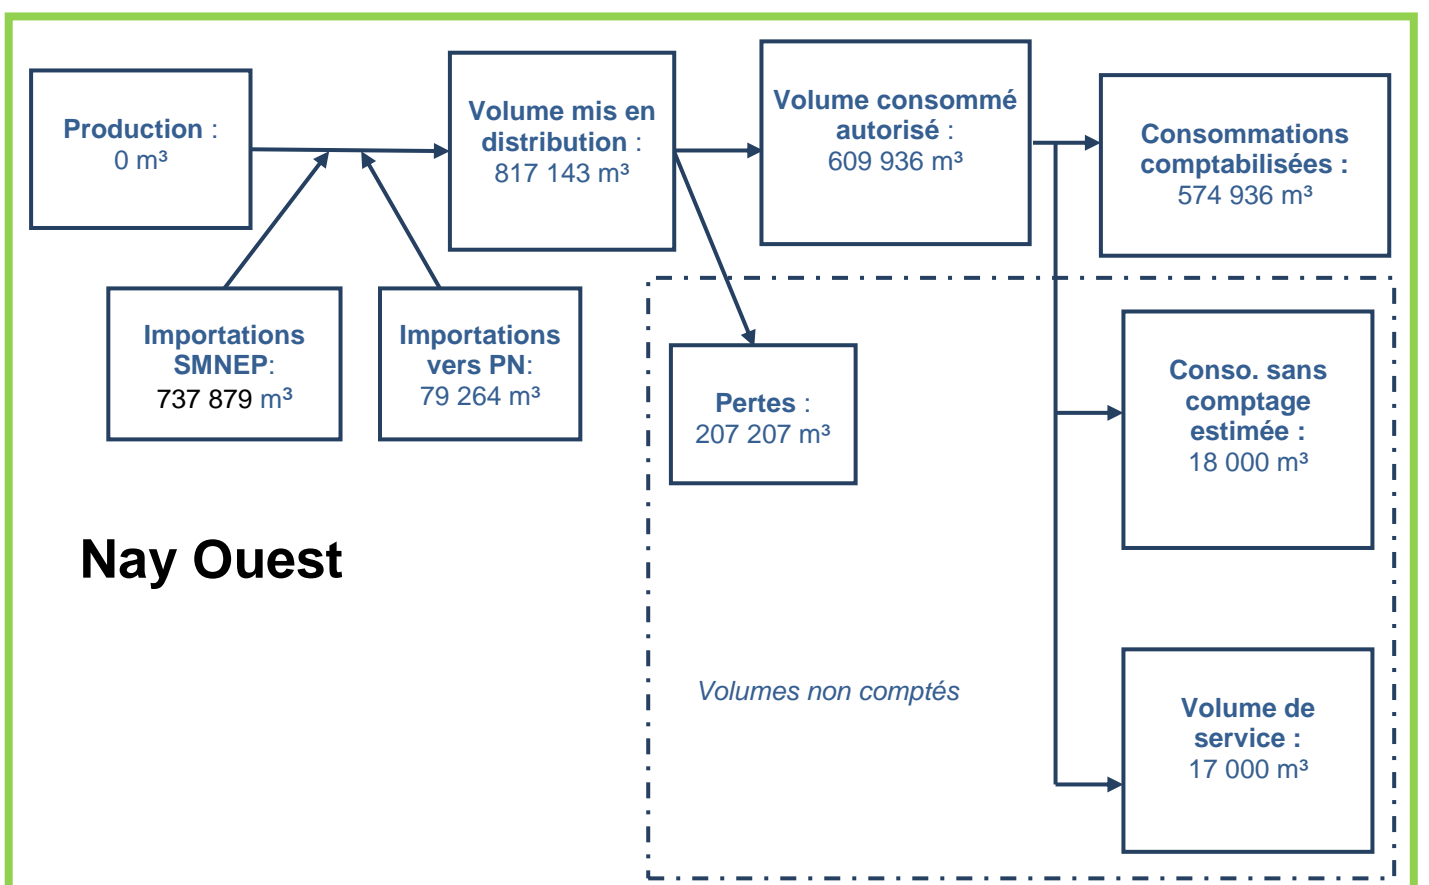 Production :
0 m³
Volume mis en
distribution :
817 143 m³
Volume consommé
autorisé :
609 936 m³
Consommations
comptabilisées :
574 936 m³
Importations
SMNEP:
737 879 m³
Importations
vers PN:
79 264 m³
Pertes :
207 207 m³
Conso. sans
comptage
estimée :
18 000 m³
Nay Ouest
Volumes non comptés
Volume de
service :
17 000 m³